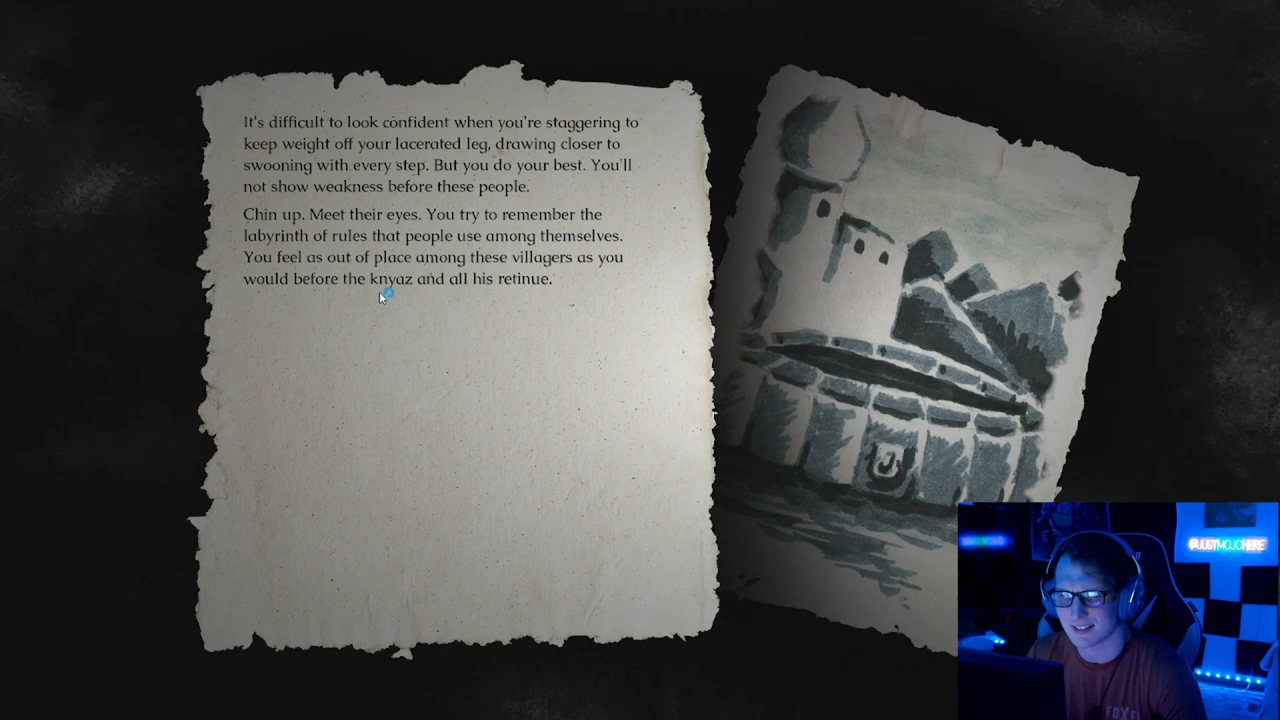 It's difficult to look confident when you're staggering to
keep weight off your lacerated leg, drawing closer to
swooning with every step. But you do your best. You'll
not show weakness before these people.
Chin up. Meet their eyes. You try to remember the
labyrinth of rules that people use among themselves.
You feel as out of place among these villagers as you
would before the knyaz and all his retinue.
@JUSTMOJOHERE